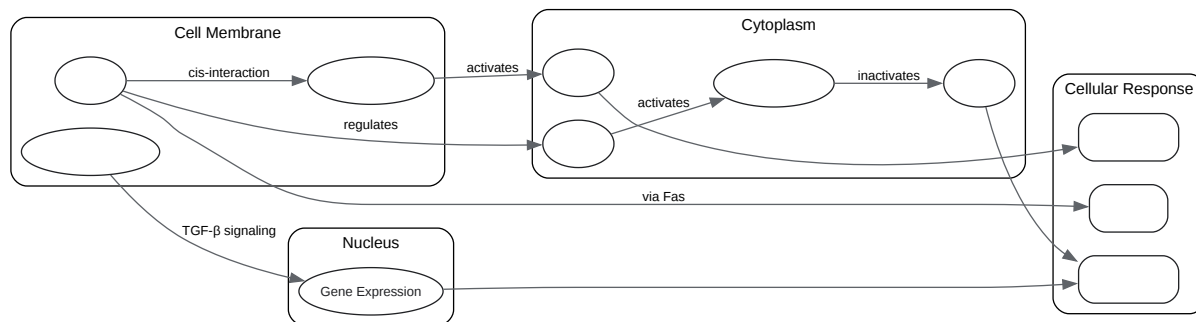 Cell Membrane
Cytoplasm
cis-interaction
activates
inactivates
Cellular Response
activates
regulates
via Fas
TGF-β signaling
Nucleus
Gene Expression